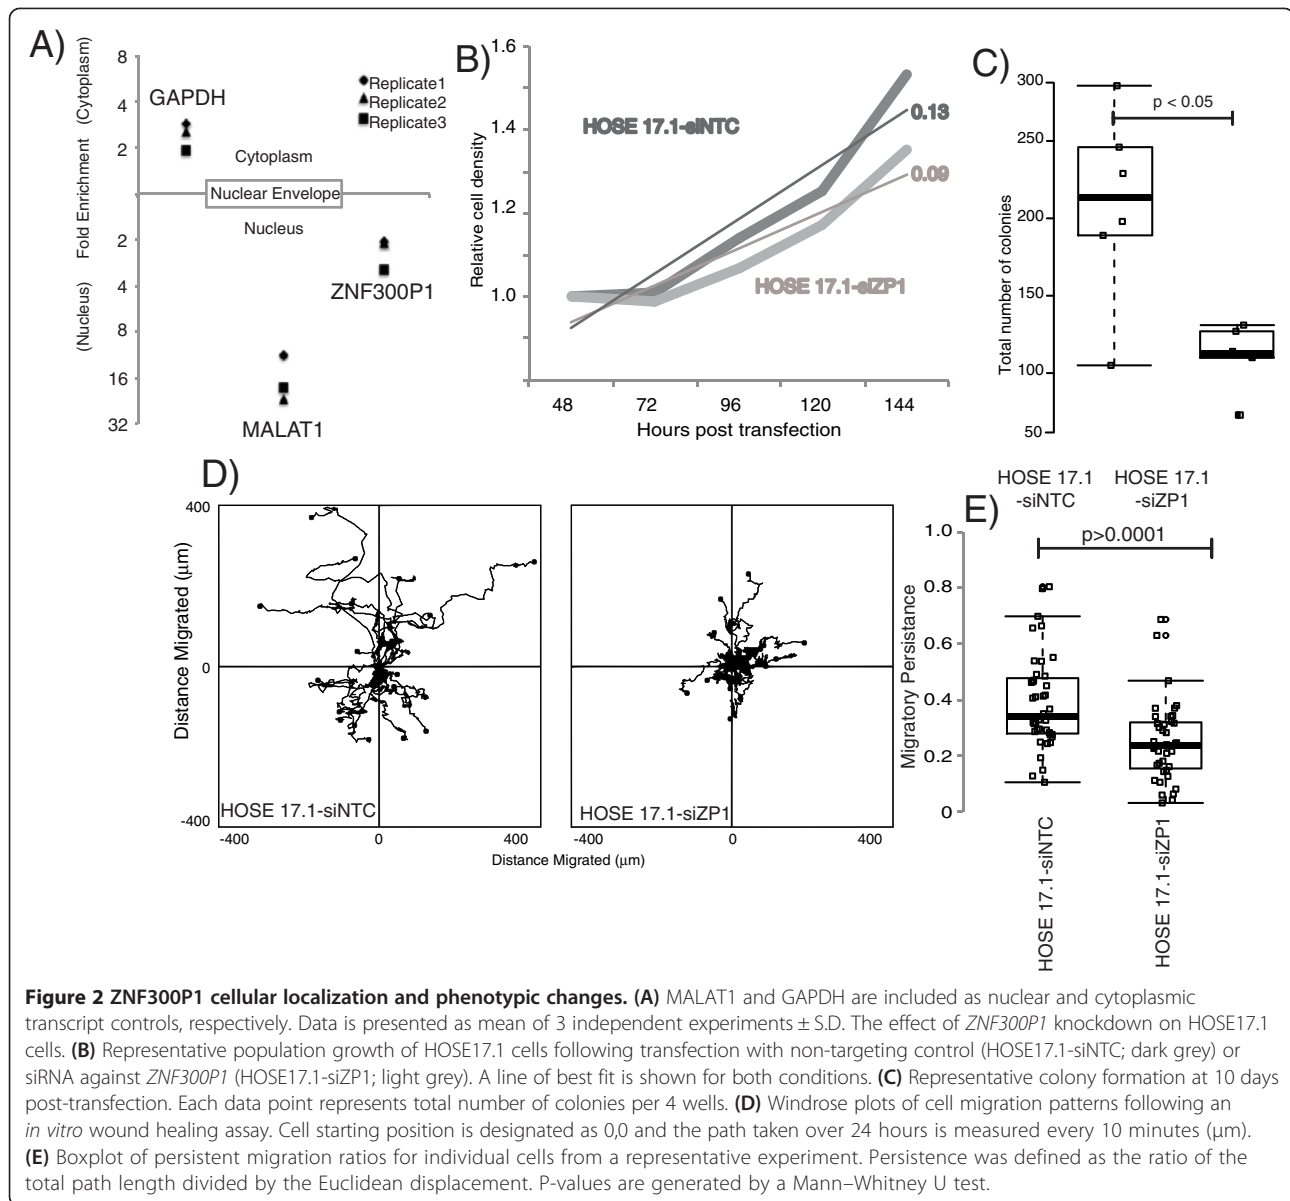 A)
Fold Enrichment (Cytoplasm)
(Nucleus)
8
4
2
2
4
8
16
32
GAPDH
Replicate1
Replicate2
Replicate3
Cytoplasm
Nuclear Envelope
Nucleus
ZNF300P1
MALAT1
B)
Relative cell density
1.6
1.4
1.2
1.0
HOSE 17.1-siNTC
0.13
0.09
HOSE 17.1-siZP1
48 72 96 120 144
Hours post transfection
C)
Total number of colonies
300
250
200
150
100
50
p < 0.05
HOSE 17.1
-siNTC
HOSE 17.1
-siZP1
D)
Distance Migrated (μm)
400
0
-400
HOSE 17.1-siNTC
HOSE 17.1-siZP1
-400 0 400
-400 0 400
Distance Migrated (μm)
E)
Migratory Persistance
1.0
0.8
0.6
0.4
0.2
0
p>0.0001
HOSE 17.1-siNTC
HOSE 17.1-siZP1
Figure 2 ZNF300P1 cellular localization and phenotypic changes. (A) MALAT1 and GAPDH are included as nuclear and cytoplasmic
transcript controls, respectively. Data is presented as mean of 3 independent experiments ± S.D. The effect of ZNF300P1 knockdown on HOSE17.1
cells. (B) Representative population growth of HOSE17.1 cells following transfection with non-targeting control (HOSE17.1-siNTC; dark grey) or
siRNA against ZNF300P1 (HOSE17.1-siZP1; light grey). A line of best fit is shown for both conditions. (C) Representative colony formation at 10 days
post-transfection. Each data point represents total number of colonies per 4 wells. (D) Windrose plots of cell migration patterns following an
in vitro wound healing assay. Cell starting position is designated as 0,0 and the path taken over 24 hours is measured every 10 minutes (μm).
(E) Boxplot of persistent migration ratios for individual cells from a representative experiment. Persistence was defined as the ratio of the
total path length divided by the Euclidean displacement. P-values are generated by a Mann–Whitney U test.